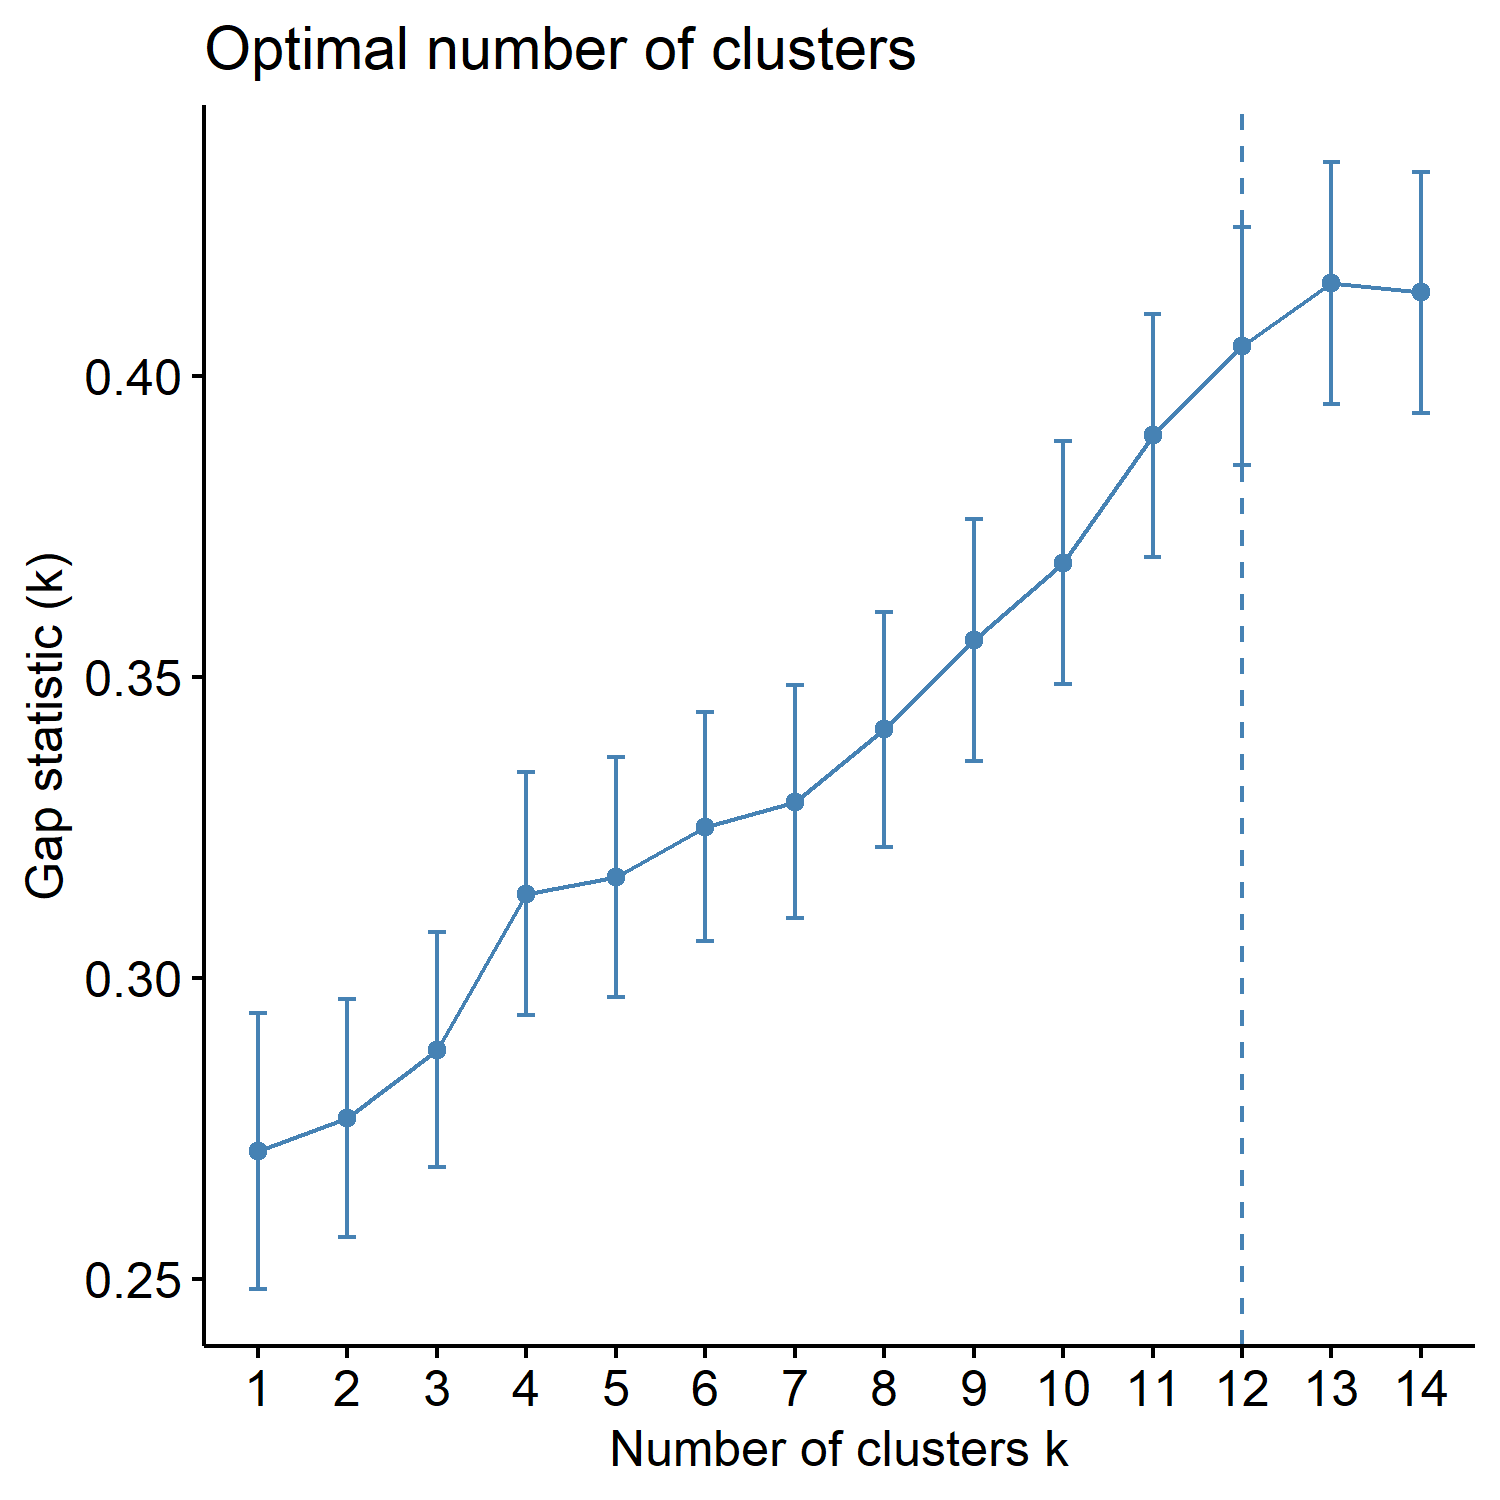 Optimal number of clusters
Gap statistic (k)
0.40
0.35
0.30
0.25
1 2 3 4 5 6 7 8 9 10 11 12 13 14
Number of clusters k